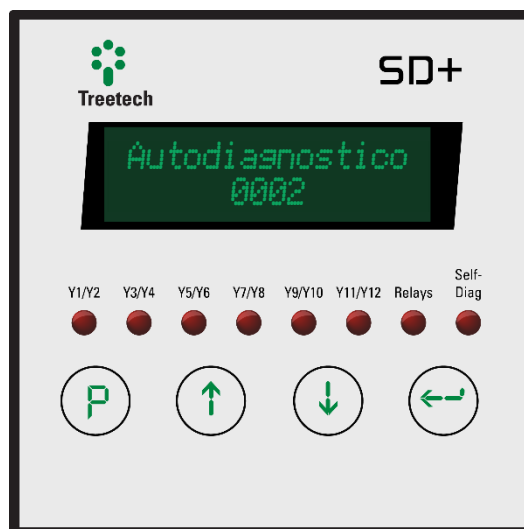 Treetech
SD+
Autodiagnostico
0002
Y1/Y2 Y3/Y4 Y5/Y6 Y7/Y8 Y9/Y10 Y11/Y12 Relays Self-
Diag
P